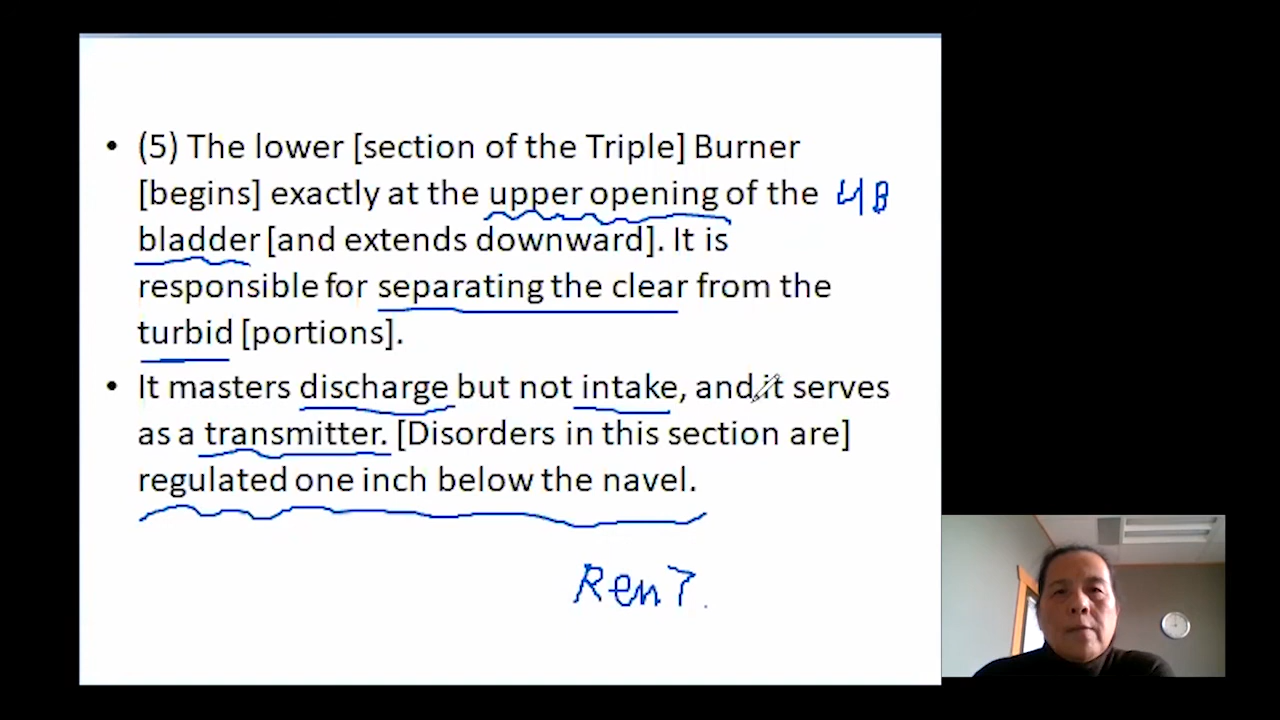 • (5) The lower [section of the Triple] Burner
[begins] exactly at the upper opening of the UB
bladder [and extends downward]. It is
responsible for separating the clear from the
turbid [portions].
• It masters discharge but not intake, and it serves
as a transmitter. [Disorders in this section are]
regulated one inch below the navel.
Ren 7.